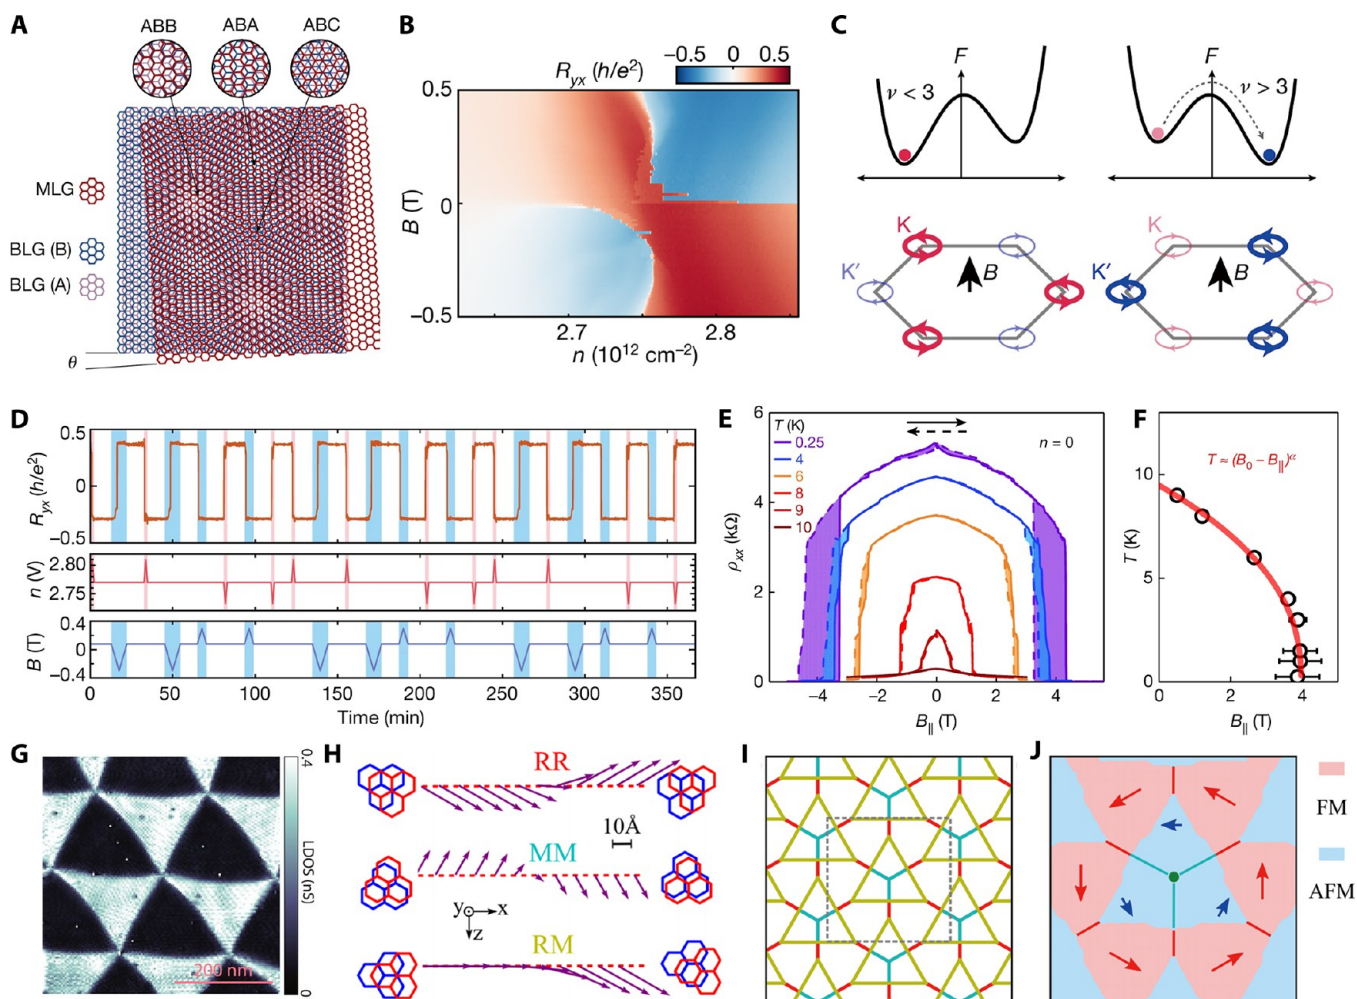 A
ABB
ABA
ABC
MLG
BLG (B)
BLG (A)
θ
B
−0.5
0
0.5
R_yx (h/e²)
0.5
0
−0.5
B (T)
2.7
2.8
n (10¹² cm⁻²)
C
F
F
ν < 3
ν > 3
K
K′
B
K
K′
B
D
0.5
0
−0.5
R_yx (h/e²)
2.80
2.75
n (V)
0.4
0
−0.4
B (T)
0
50
100
150
200
250
300
350
Time (min)
E
6
4
2
0
ρ_xx (kΩ)
T (K)
0.25
4
6
8
9
10
n = 0
−4
−2
0
2
4
B_∥ (T)
F
T ≈ (B₀ − B_∥)^α
10
5
0
T (K)
0
2
4
B_∥ (T)
G
0.4
LDOS (nS)
0
200 nm
H
RR
10Å
MM
y
x
z
RM
I
J
FM
AFM